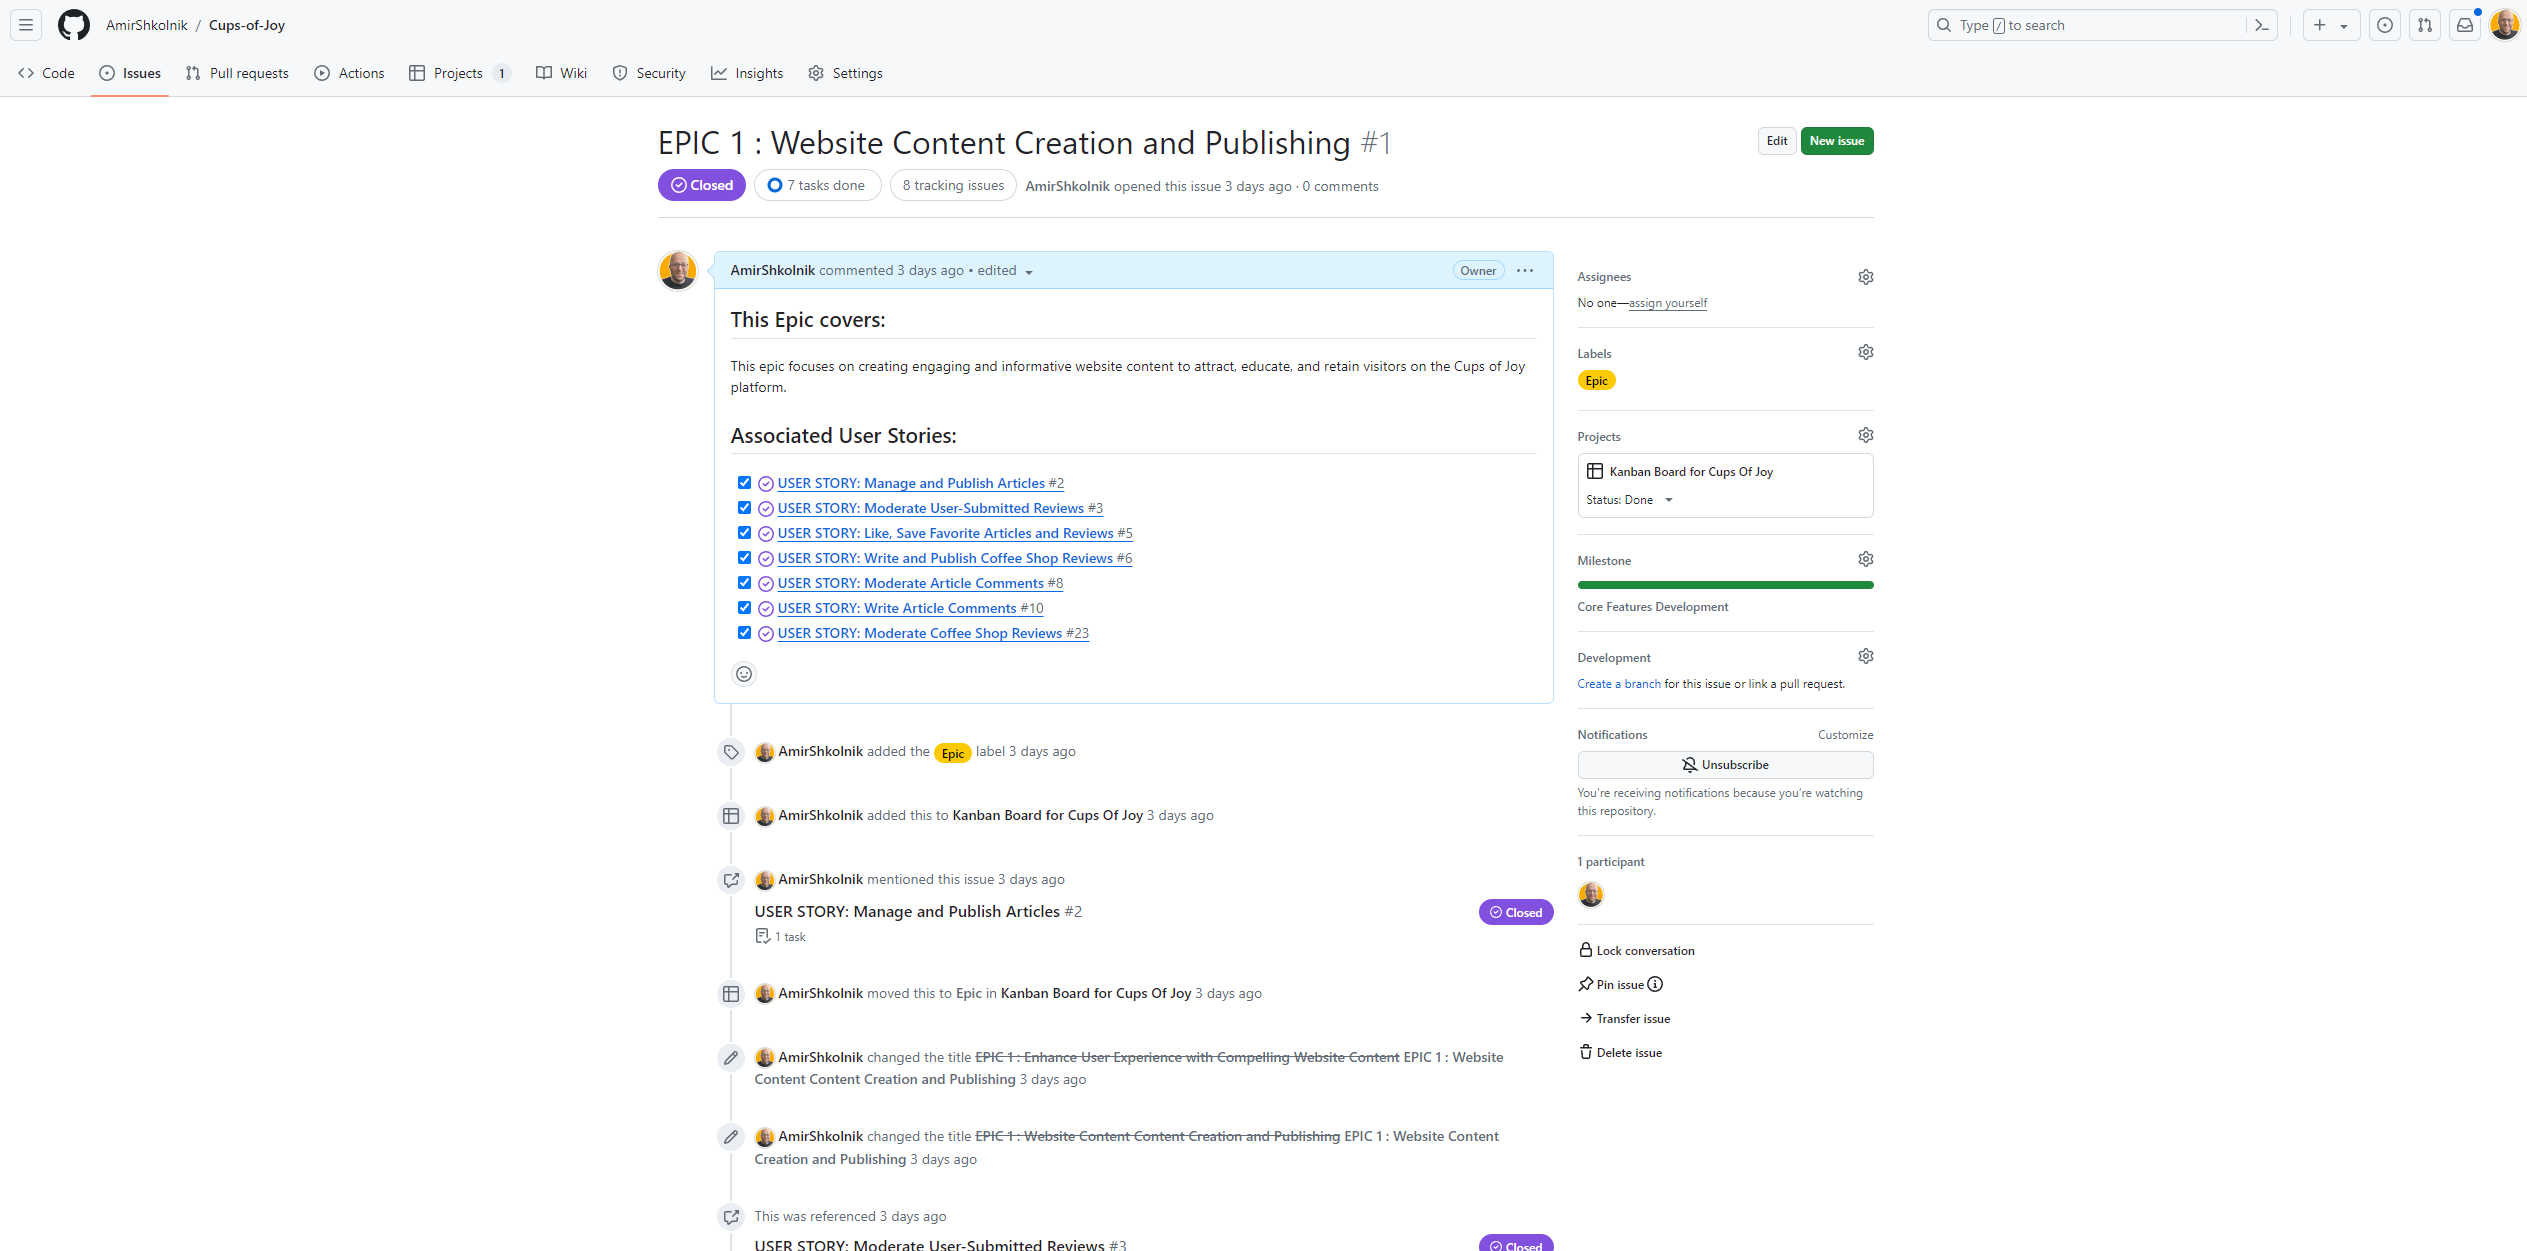 AmirShkolnik / Cups-of-Joy
Type / to search
Code Issues Pull requests Actions Projects 1 Wiki Security Insights Settings
EPIC 1 : Website Content Creation and Publishing #1
Edit New issue
Closed 7 tasks done 8 tracking issues AmirShkolnik opened this issue 3 days ago · 0 comments
AmirShkolnik commented 3 days ago • edited
Owner
This Epic covers:
This epic focuses on creating engaging and informative website content to attract, educate, and retain visitors on the Cups of Joy
platform.
Associated User Stories:
USER STORY: Manage and Publish Articles #2
USER STORY: Moderate User-Submitted Reviews #3
USER STORY: Like, Save Favorite Articles and Reviews #5
USER STORY: Write and Publish Coffee Shop Reviews #6
USER STORY: Moderate Article Comments #8
USER STORY: Write Article Comments #10
USER STORY: Moderate Coffee Shop Reviews #23
AmirShkolnik added the Epic label 3 days ago
AmirShkolnik added this to Kanban Board for Cups Of Joy 3 days ago
AmirShkolnik mentioned this issue 3 days ago
USER STORY: Manage and Publish Articles #2
Closed
1 task
AmirShkolnik moved this to Epic in Kanban Board for Cups Of Joy 3 days ago
AmirShkolnik changed the title EPIC 1 : Enhance User Experience with Compelling Website Content EPIC 1 : Website
Content Content Creation and Publishing 3 days ago
AmirShkolnik changed the title EPIC 1 : Website Content Content Creation and Publishing EPIC 1 : Website Content
Creation and Publishing 3 days ago
This was referenced 3 days ago
USER STORY: Moderate User-Submitted Reviews #3
Closed
Assignees
No one—assign yourself
Labels
Epic
Projects
Kanban Board for Cups Of Joy
Status: Done
Milestone
Core Features Development
Development
Create a branch for this issue or link a pull request.
Notifications
Customize
Unsubscribe
You're receiving notifications because you're watching
this repository.
1 participant
Lock conversation
Pin issue
Transfer issue
Delete issue